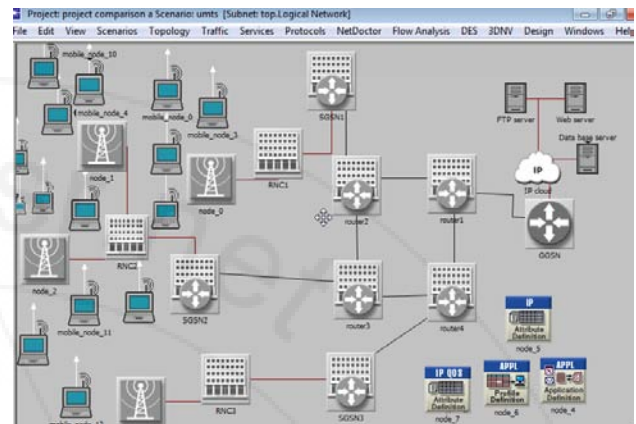 Project: project comparison a Scenario: umts [Subnet: top.Logical Network]
File Edit View Scenarios Topology Traffic Services Protocols NetDoctor Flow Analysis DES 3DNV Design Windows Help
mobile_node_10
mobile_node_4
mobile_node_0
mobile_node_3
SGSN1
FTP server
Web server
Data base server
node_1
RNC1
IP
IP cloud
node_0
router2
router1
GGSN
RNC2
node_2
SGSN2
router3
router4
mobile_node_11
IP
Attribute
Definition
node_5
IP QOS
Attribute
Definition
node_7
APPL
Profile
Definition
node_6
APPL
Application
Definition
node_4
RNC3
SGSN3